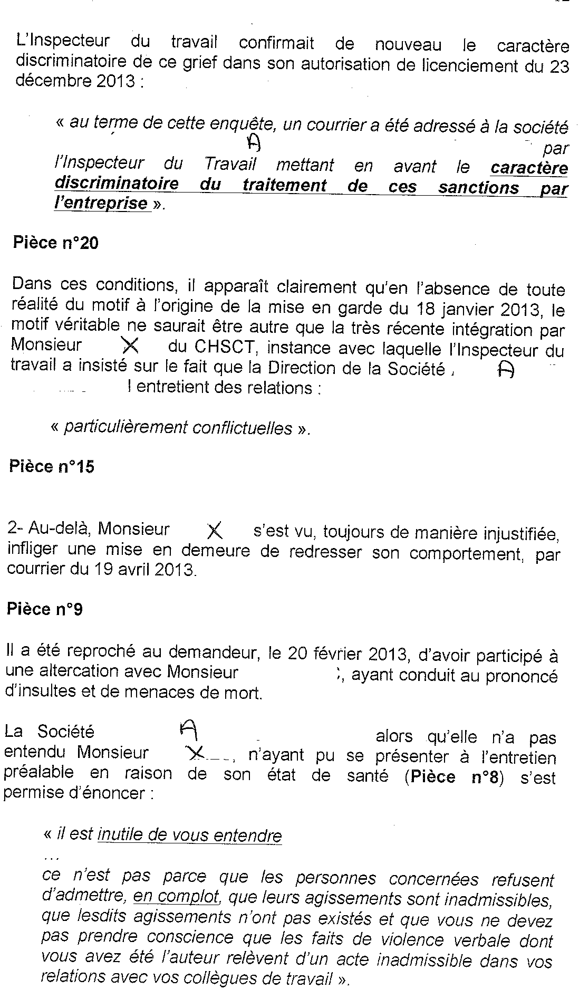 L'Inspecteur du travail confirmait de nouveau le caractère
discriminatoire de ce grief dans son autorisation de licenciement du 23
décembre 2013 :
« au terme de cette enquête, un courrier a été adressé à la société
A par
l'Inspecteur du Travail mettant en avant le caractère
discriminatoire du traitement de ces sanctions par
l'entreprise ».
Pièce n°20
Dans ces conditions, il apparaît clairement qu'en l'absence de toute
réalité du motif à l'origine de la mise en garde du 18 janvier 2013, le
motif véritable ne saurait être autre que la très récente intégration par
Monsieur X du CHSCT, instance avec laquelle l'Inspecteur du
travail a insisté sur le fait que la Direction de la Société A
entretient des relations :
« particulièrement conflictuelles ».
Pièce n°15
2- Au-delà, Monsieur X s'est vu, toujours de manière injustifiée,
infliger une mise en demeure de redresser son comportement, par
courrier du 19 avril 2013.
Pièce n°9
Il a été reproché au demandeur, le 20 février 2013, d'avoir participé à
une altercation avec Monsieur , ayant conduit au prononcé
d'insultes et de menaces de mort.
La Société A alors qu'elle n'a pas
entendu Monsieur X, n'ayant pu se présenter à l'entretien
préalable en raison de son état de santé (Pièce n°8) s'est
permise d'énoncer :
« il est inutile de vous entendre
...
ce n'est pas parce que les personnes concernées refusent
d'admettre, en complot, que leurs agissements sont inadmissibles,
que lesdits agissements n'ont pas existés et que vous ne devez
pas prendre conscience que les faits de violence verbale dont
vous avez été l'auteur relèvent d'un acte inadmissible dans vos
relations avec vos collègues de travail ».